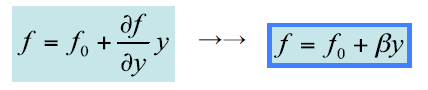 f = f₀ + ∂f/∂y y →→ f = f₀ + βy